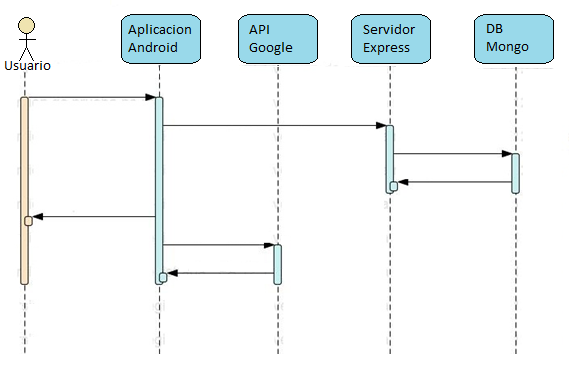 Usuario
Aplicacion
Android
API
Google
Servidor
Express
DB
Mongo